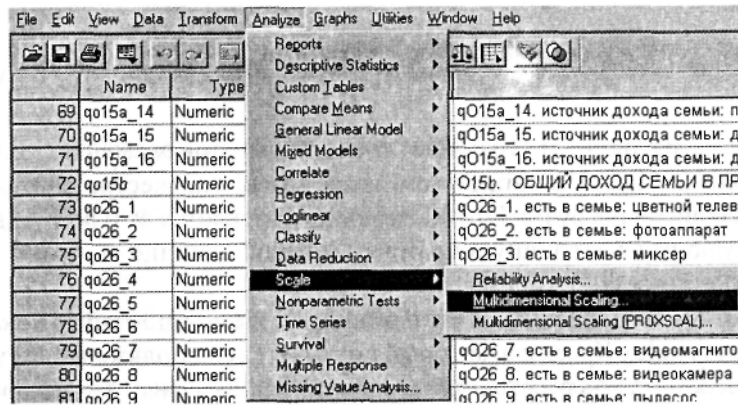 File Edit View Data Transform Analyze Graphs Utilities Window Help
Name Type
69 qo15a_14 Numeric
70 qo15a_15 Numeric
71 qo15a_16 Numeric
72 qo15b Numeric
73 qo26_1 Numeric
74 qo26_2 Numeric
75 qo26_3 Numeric
76 qo26_4 Numeric
77 qo26_5 Numeric
78 qo26_6 Numeric
79 qo26_7 Numeric
80 qo26_8 Numeric
81 qo26_9 Numeric
Reports
Descriptive Statistics
Custom Tables
Compare Means
General Linear Model
Mixed Models
Correlate
Regression
Loglinear
Classify
Data Reduction
Scale
Nonparametric Tests
Time Series
Survival
Multiple Response
Missing Value Analysis...
qO15a_14. источник дохода семьи: п
qO15a_15. источник дохода семьи: д
qO15a_16. источник дохода семьи: д
O15b. ОБЩИЙ ДОХОД СЕМЬИ В ПР
qO26_1. есть в семье: цветной телев
qO26_2. есть в семье: фотоаппарат
qO26_3. есть в семье: миксер
Reliability Analysis...
Multidimensional Scaling...
Multidimensional Scaling (PROXSCAL)...
qO26_7. есть в семье: видеомагнито
qO26_8. есть в семье: видеокамера
qO26_9. есть в семье: пылесос